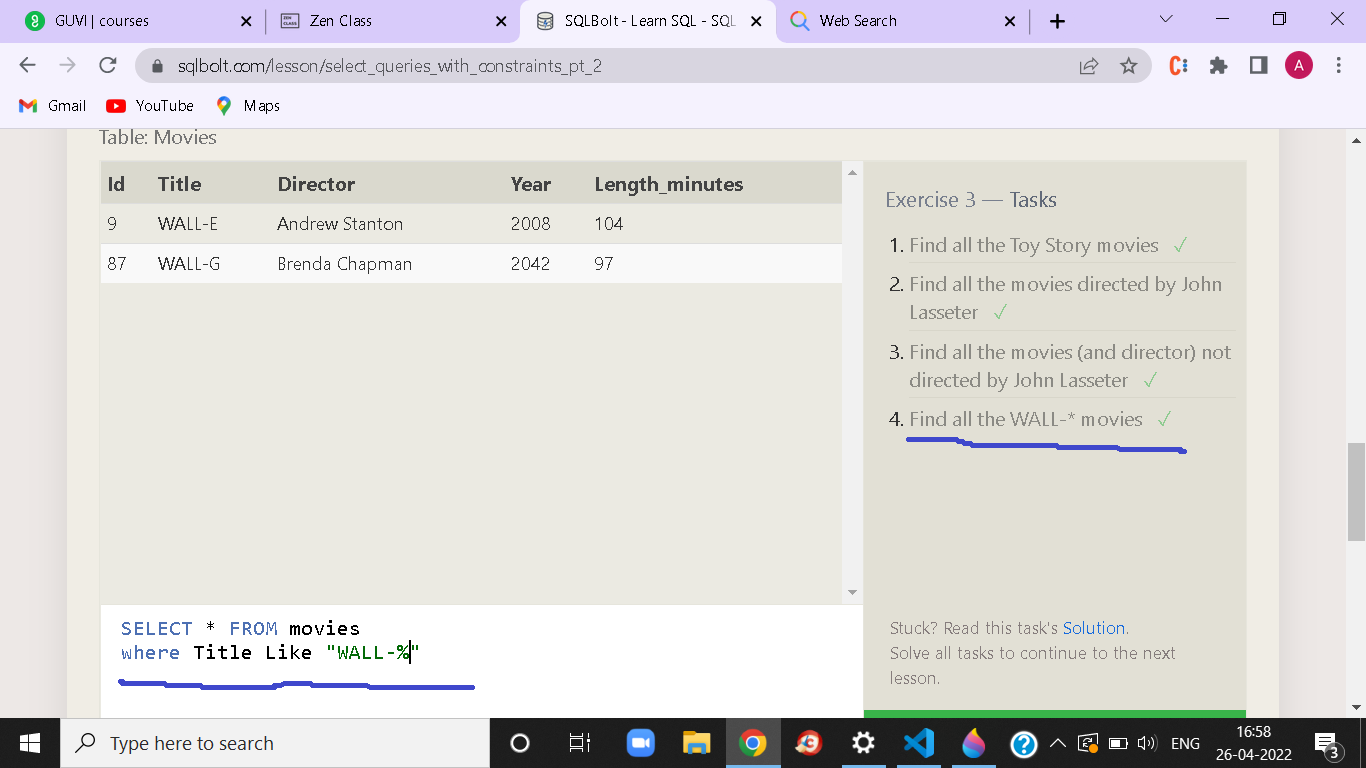 GUVI | courses
Zen Class
SQLBolt - Learn SQL - SQL
Web Search
sqlbolt.com/lesson/select_queries_with_constraints_pt_2
A
Gmail
YouTube
Maps
Table: Movies
Id Title Director Year Length_minutes
9 WALL-E Andrew Stanton 2008 104
87 WALL-G Brenda Chapman 2042 97
Exercise 3 — Tasks
1. Find all the Toy Story movies ✓
2. Find all the movies directed by John
Lasseter ✓
3. Find all the movies (and director) not
directed by John Lasseter ✓
4. Find all the WALL-* movies ✓
SELECT * FROM movies
where Title Like "WALL-%"
Stuck? Read this task's Solution.
Solve all tasks to continue to the next
lesson.
Type here to search
ENG
16:58
26-04-2022
3